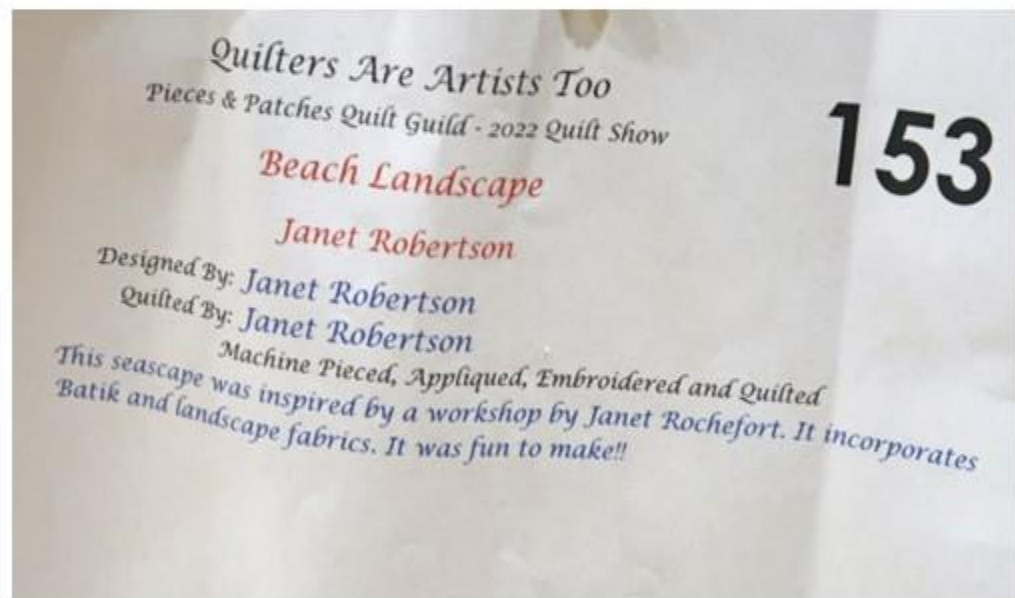 Quilters Are Artists Too
Pieces & Patches Quilt Guild - 2022 Quilt Show
153
Beach Landscape
Janet Robertson
Designed By: Janet Robertson
Quilted By: Janet Robertson
Machine Pieced, Appliqued, Embroidered and Quilted
This seascape was inspired by a workshop by Janet Rochefort. It incorporates
Batik and landscape fabrics. It was fun to make!!